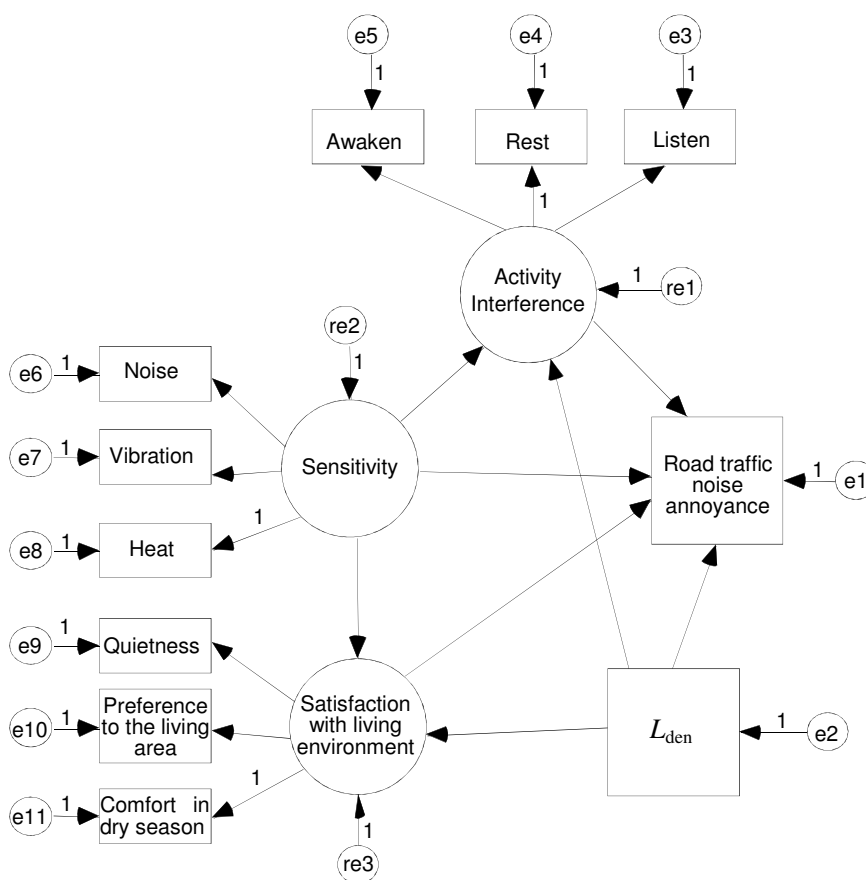 e5
e4
e3
1
1
1
Awaken
Rest
Listen
1
Activity
Interference
1
re1
re2
1
e6
1
Noise
e7
1
Vibration
Sensitivity
Road traffic
noise
annoyance
1
e1
1
e8
1
Heat
e9
1
Quietness
Satisfaction
with living
environment
e10
1
Preference
to the living
area
L den
1
e2
1
e11
1
Comfort in
dry season
1
re3